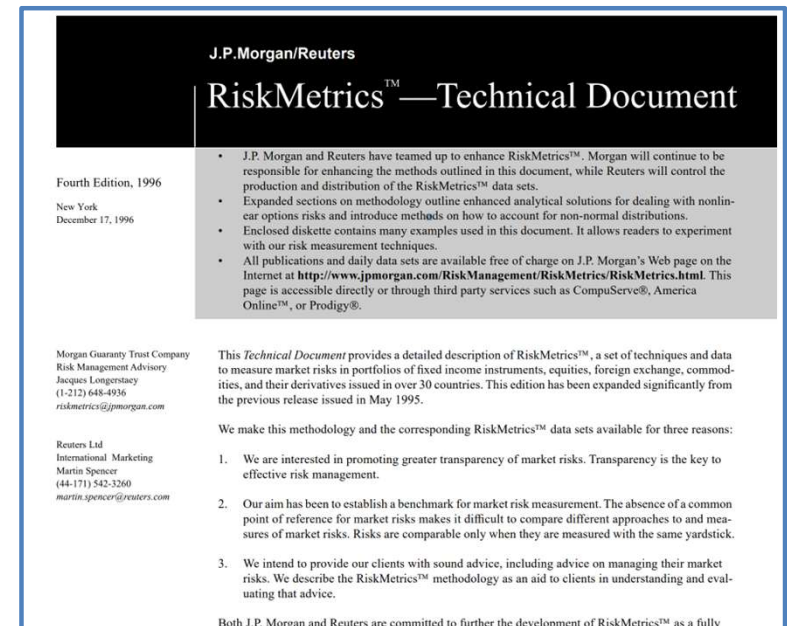 J.P.Morgan/Reuters
RiskMetrics™—Technical Document
Fourth Edition, 1996
New York
December 17, 1996
• J.P. Morgan and Reuters have teamed up to enhance RiskMetrics™. Morgan will continue to be
responsible for enhancing the methods outlined in this document, while Reuters will control the
production and distribution of the RiskMetrics™ data sets.
• Expanded sections on methodology outline enhanced analytical solutions for dealing with nonlin-
ear options risks and introduce methods on how to account for non-normal distributions.
• Enclosed diskette contains many examples used in this document. It allows readers to experiment
with our risk measurement techniques.
• All publications and daily data sets are available free of charge on J.P. Morgan’s Web page on the
Internet at http://www.jpmorgan.com/RiskManagement/RiskMetrics/RiskMetrics.html. This
page is accessible directly or through third party services such as CompuServe®, America
Online™, or Prodigy®.
Morgan Guaranty Trust Company
Risk Management Advisory
Jacques Longerstaey
(1-212) 648-4936
riskmetrics@jpmorgan.com
Reuters Ltd
International Marketing
Martin Spencer
(44-171) 542-3260
martin.spencer@reuters.com
This Technical Document provides a detailed description of RiskMetrics™, a set of techniques and data
to measure market risks in portfolios of fixed income instruments, equities, foreign exchange, commod-
ities, and their derivatives issued in over 30 countries. This edition has been expanded significantly from
the previous release issued in May 1995.
We make this methodology and the corresponding RiskMetrics™ data sets available for three reasons:
1. We are interested in promoting greater transparency of market risks. Transparency is the key to
effective risk management.
2. Our aim has been to establish a benchmark for market risk measurement. The absence of a common
point of reference for market risks makes it difficult to compare different approaches to and mea-
sures of market risks. Risks are comparable only when they are measured with the same yardstick.
3. We intend to provide our clients with sound advice, including advice on managing their market
risks. We describe the RiskMetrics™ methodology as an aid to clients in understanding and eval-
uating that advice.
Both J.P. Morgan and Reuters are committed to further the development of RiskMetrics™ as a fully